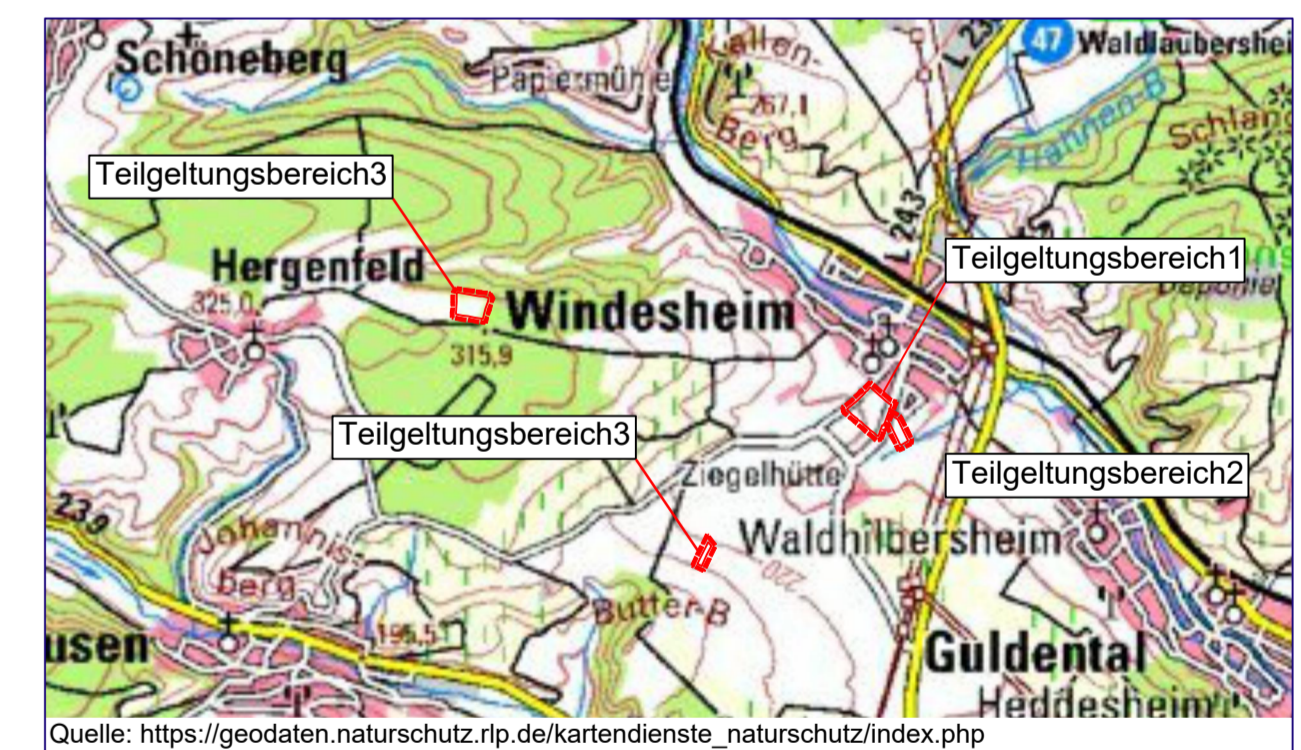 Schöneberg
Papiermühle
Kallen-
Berg
267,1
L 23
47
Waldlaubershei
Hahnen-B
Schlan
Teilgeltungsbereich3
L 243
Teilgeltungsbereich1
Hergenfeld
325,0
Windesheim
Deponie
315,9
Teilgeltungsbereich3
Ziegelhütte
Teilgeltungsbereich2
239
Johannis-
berg
Waldhilbersheim
220
Butter-B
195,5
usen
Guldental
Heddesheim
Quelle: https://geodaten.naturschutz.rlp.de/kartendienste_naturschutz/index.php